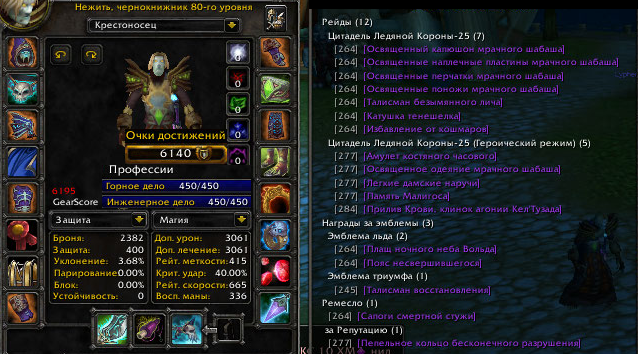 Нежить, чернокнижник 80-го уровня
Крестоносец
Очки достижений
6140
Профессии
Горное дело 450/450
Инженерное дело 450/450
6195
GearScore
Защита
Магия
Броня: 2382
Защита: 400
Уклонение: 3.68%
Парирование: 0.00%
Блок: 0.00%
Устойчивость: 0
Доп. урон: 3061
Доп. лечение: 3061
Рейт. меткости: 415
Крит. удар: 40.00%
Рейт. скорости: 665
Восп. маны: 336
0
0
0
0
0
Рейды (12)
Цитадель Ледяной Короны-25 (7)
[264] [Освященный капюшон мрачного шабаша]
[264] [Освященные наплечные пластины мрачного шабаша]
[264] [Освященные перчатки мрачного шабаша]
[264] [Освященные поножи мрачного шабаша]
[264] [Талисман безымянного лича]
[264] [Катушка тенешелка]
[264] [Избавление от кошмаров]
Цитадель Ледяной Короны-25 (Героический режим) (5)
[277] [Амулет костяного часового]
[277] [Освященное одеяние мрачного шабаша]
[277] [Легкие дамские наручи]
[277] [Память Малигоса]
[284] [Прилив Крови, клинок агонии Кел'Тузада]
Награды за эмблемы (3)
Эмблема льда (2)
[264] [Плащ ночного неба Вольда]
[264] [Пояс несвершившегося]
Эмблема триумфа (1)
[245] [Талисман восстановления]
Ремесло (1)
[264] [Сапоги смертной стужи]
за Репутацию (1)
[277] [Пепельное кольцо бесконечного разрушения]